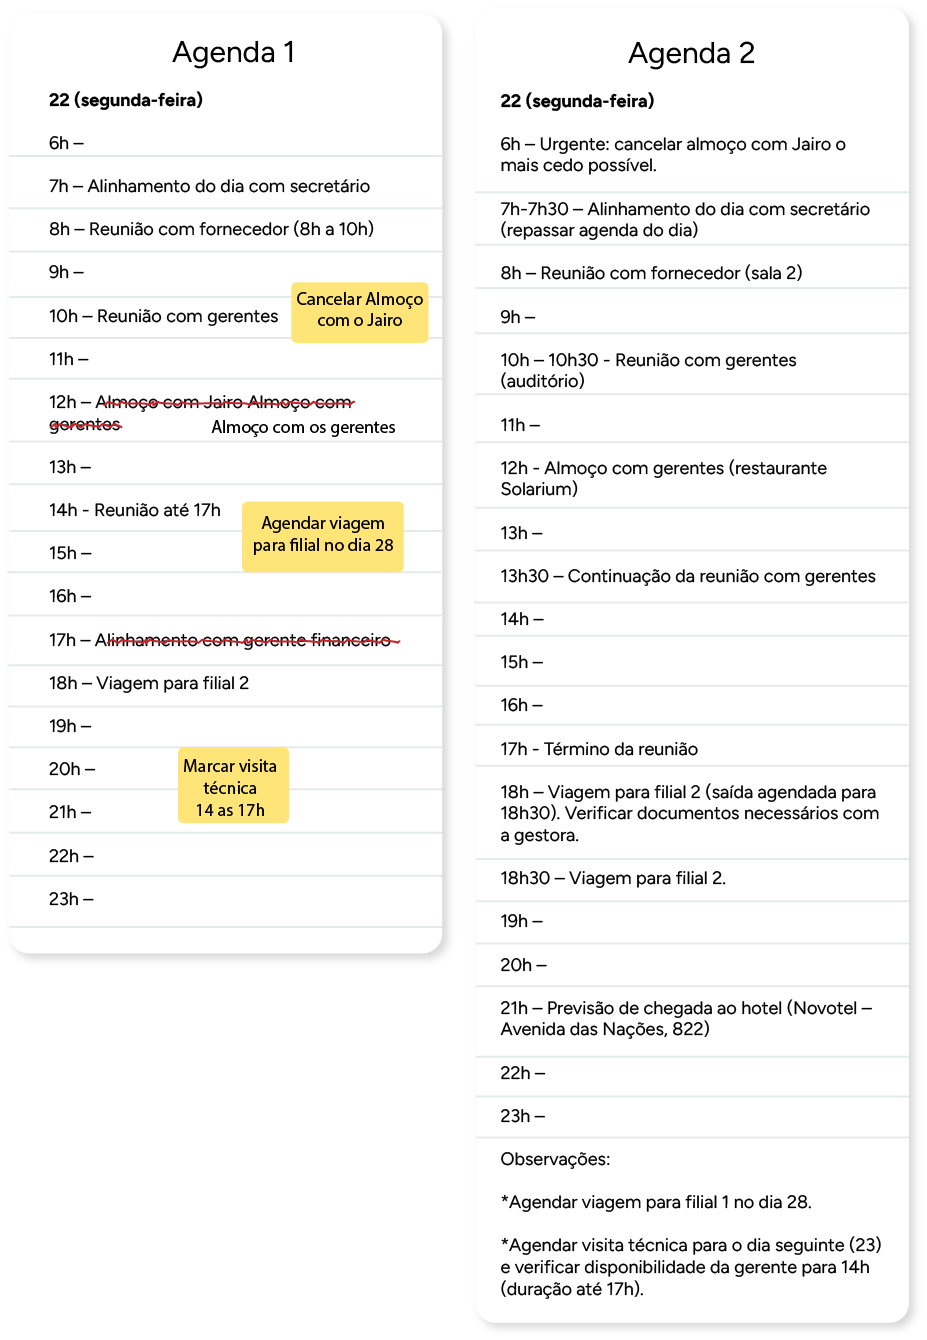 Agenda 1
22 (segunda-feira)
6h –
7h – Alinhamento do dia com secretário
8h – Reunião com fornecedor (8h a 10h)
9h –
Cancelar Almoço
com o Jairo
10h – Reunião com gerentes
11h –
12h – Almoço com Jairo Almoço com
gerentes
Almoço com os gerentes
13h –
14h - Reunião até 17h
Agendar viagem
para filial no dia 28
15h –
16h –
17h – Alinhamento com gerente financeiro
18h – Viagem para filial 2
19h –
20h –
Marcar visita
técnica
14 as 17h
21h –
22h –
23h –
Agenda 2
22 (segunda-feira)
6h – Urgente: cancelar almoço com Jairo o
mais cedo possível.
7h-7h30 – Alinhamento do dia com secretário
(repassar agenda do dia)
8h – Reunião com fornecedor (sala 2)
9h –
10h – 10h30 - Reunião com gerentes
(auditório)
11h –
12h - Almoço com gerentes (restaurante
Solarium)
13h –
13h30 – Continuação da reunião com gerentes
14h –
15h –
16h –
17h - Término da reunião
18h – Viagem para filial 2 (saída agendada para
18h30). Verificar documentos necessários com
a gestora.
18h30 – Viagem para filial 2.
19h –
20h –
21h – Previsão de chegada ao hotel (Novotel –
Avenida das Nações, 822)
22h –
23h –
Observações:
*Agendar viagem para filial 1 no dia 28.
*Agendar visita técnica para o dia seguinte (23)
e verificar disponibilidade da gerente para 14h
(duração até 17h).